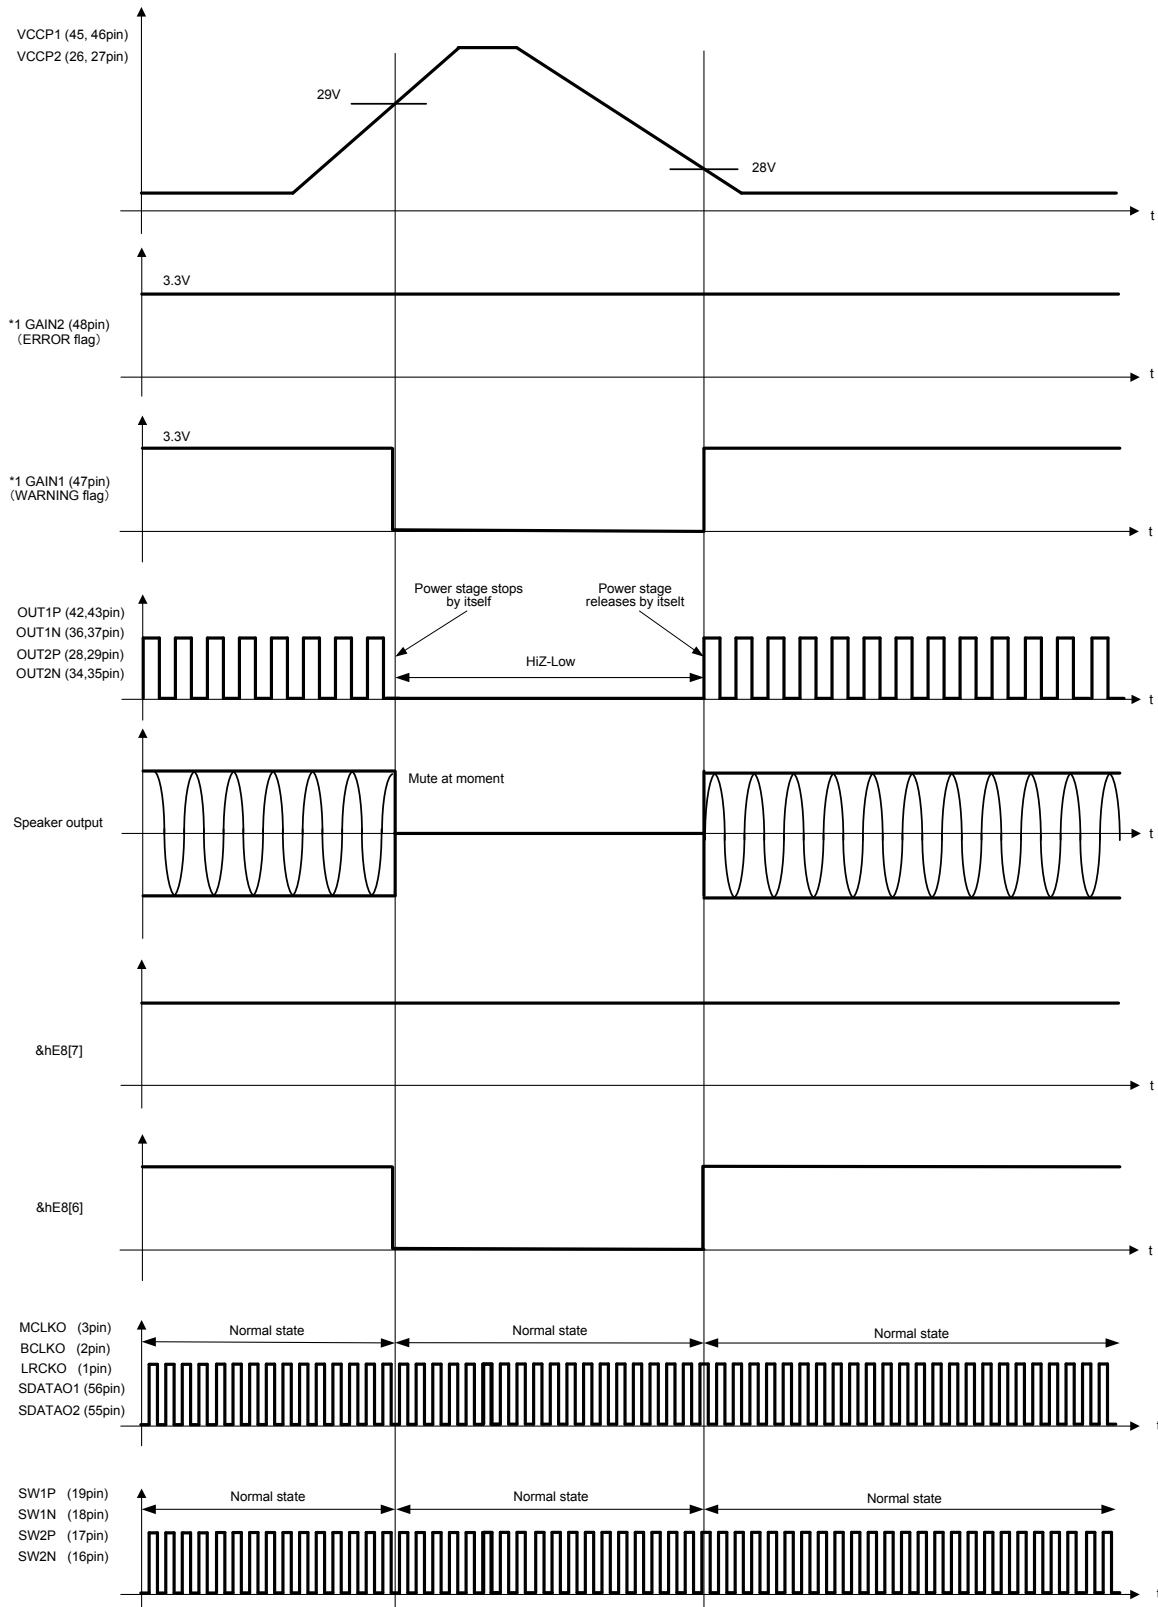 VCCP1 (45, 46pin)
VCCP2 (26, 27pin)
29V
28V
t
3.3V
*1 GAIN2 (48pin)
(ERROR flag)
t
3.3V
*1 GAIN1 (47pin)
(WARNING flag)
t
Power stage stops
by itself
Power stage
releases by itselt
OUT1P (42,43pin)
OUT1N (36,37pin)
OUT2P (28,29pin)
OUT2N (34,35pin)
HiZ-Low
t
Mute at moment
Speaker output
t
&hE8[7]
t
&hE8[6]
t
MCLKO (3pin)
BCLKO (2pin)
LRCKO (1pin)
SDATAO1 (56pin)
SDATAO2 (55pin)
Normal state
Normal state
Normal state
t
SW1P (19pin)
SW1N (18pin)
SW2P (17pin)
SW2N (16pin)
Normal state
Normal state
Normal state
t